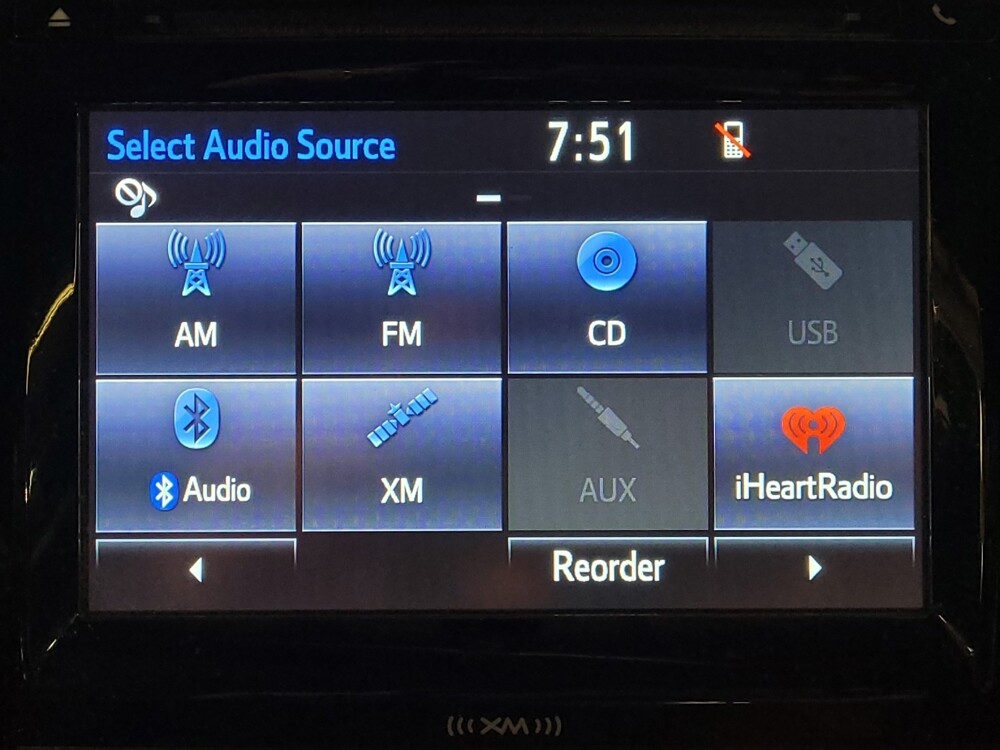 Select Audio Source 7:51
AM FM CD USB
Audio XM AUX iHeartRadio
Reorder
XM